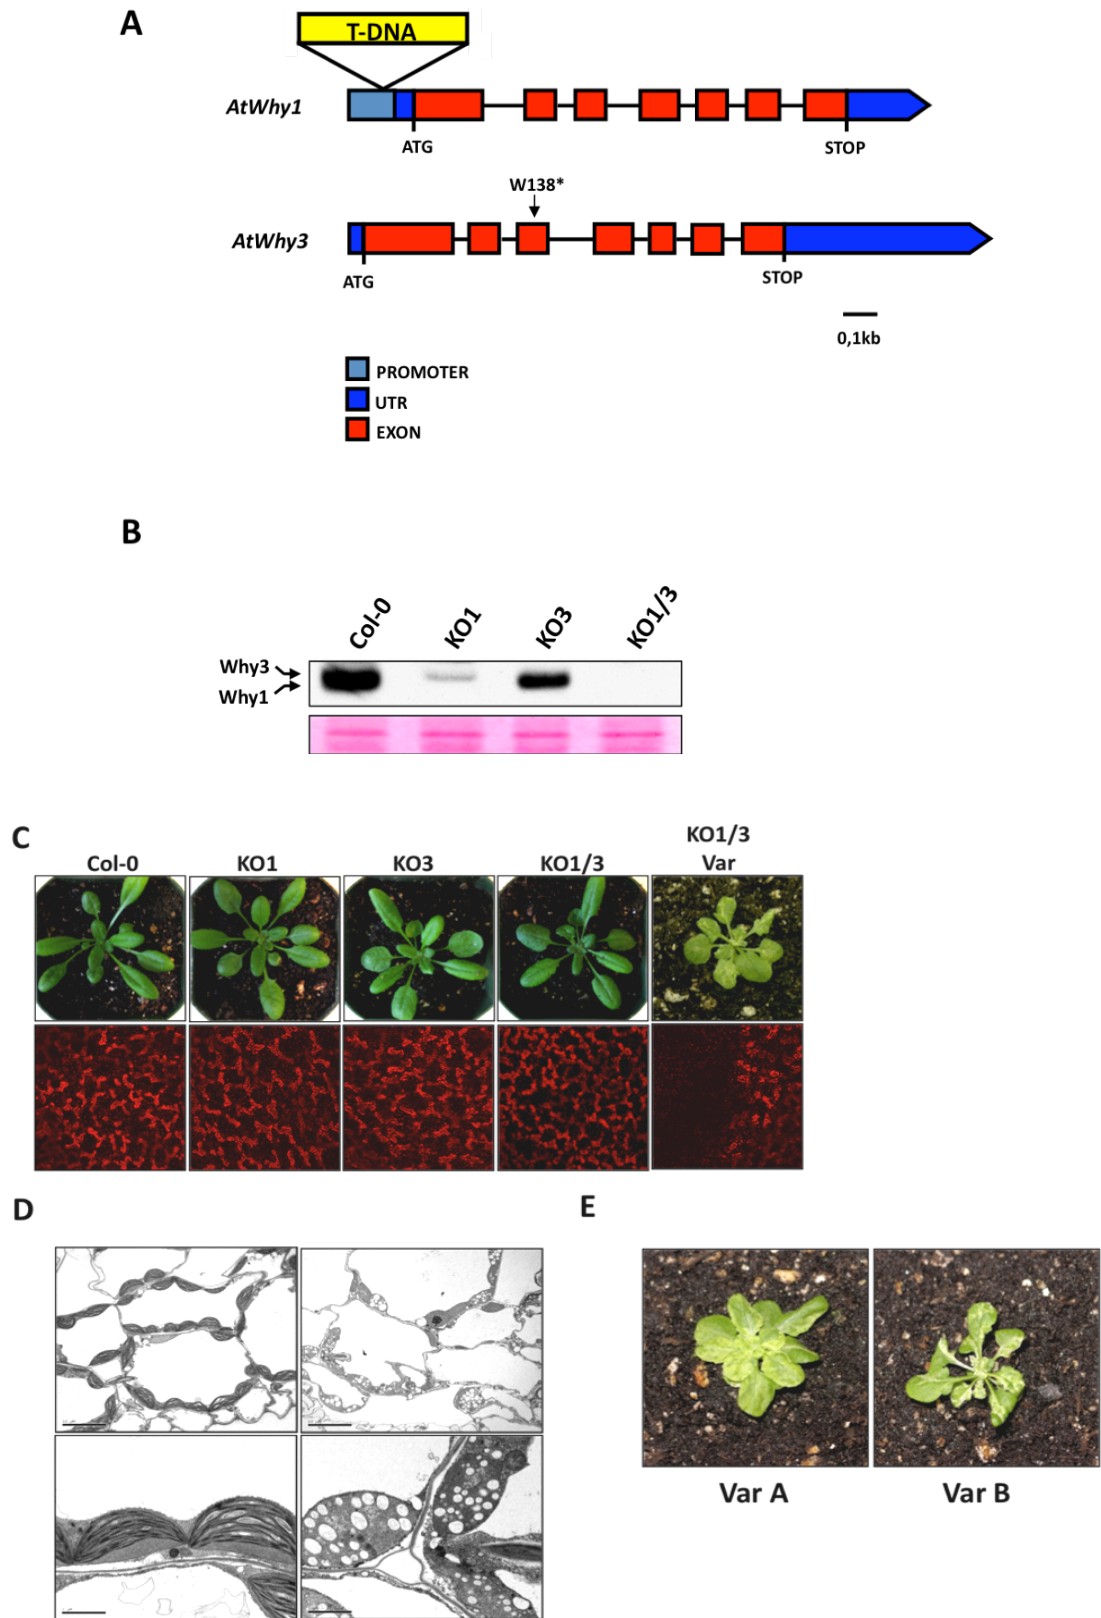 A
T-DNA
AtWhy1
ATG
STOP
W138*
AtWhy3
ATG
STOP
0,1kb
PROMOTER
UTR
EXON
B
Col-0 KO1 KO3 KO1/3
Why3
Why1
C
Col-0 KO1 KO3 KO1/3 KO1/3
Var
D
E
Var A Var B